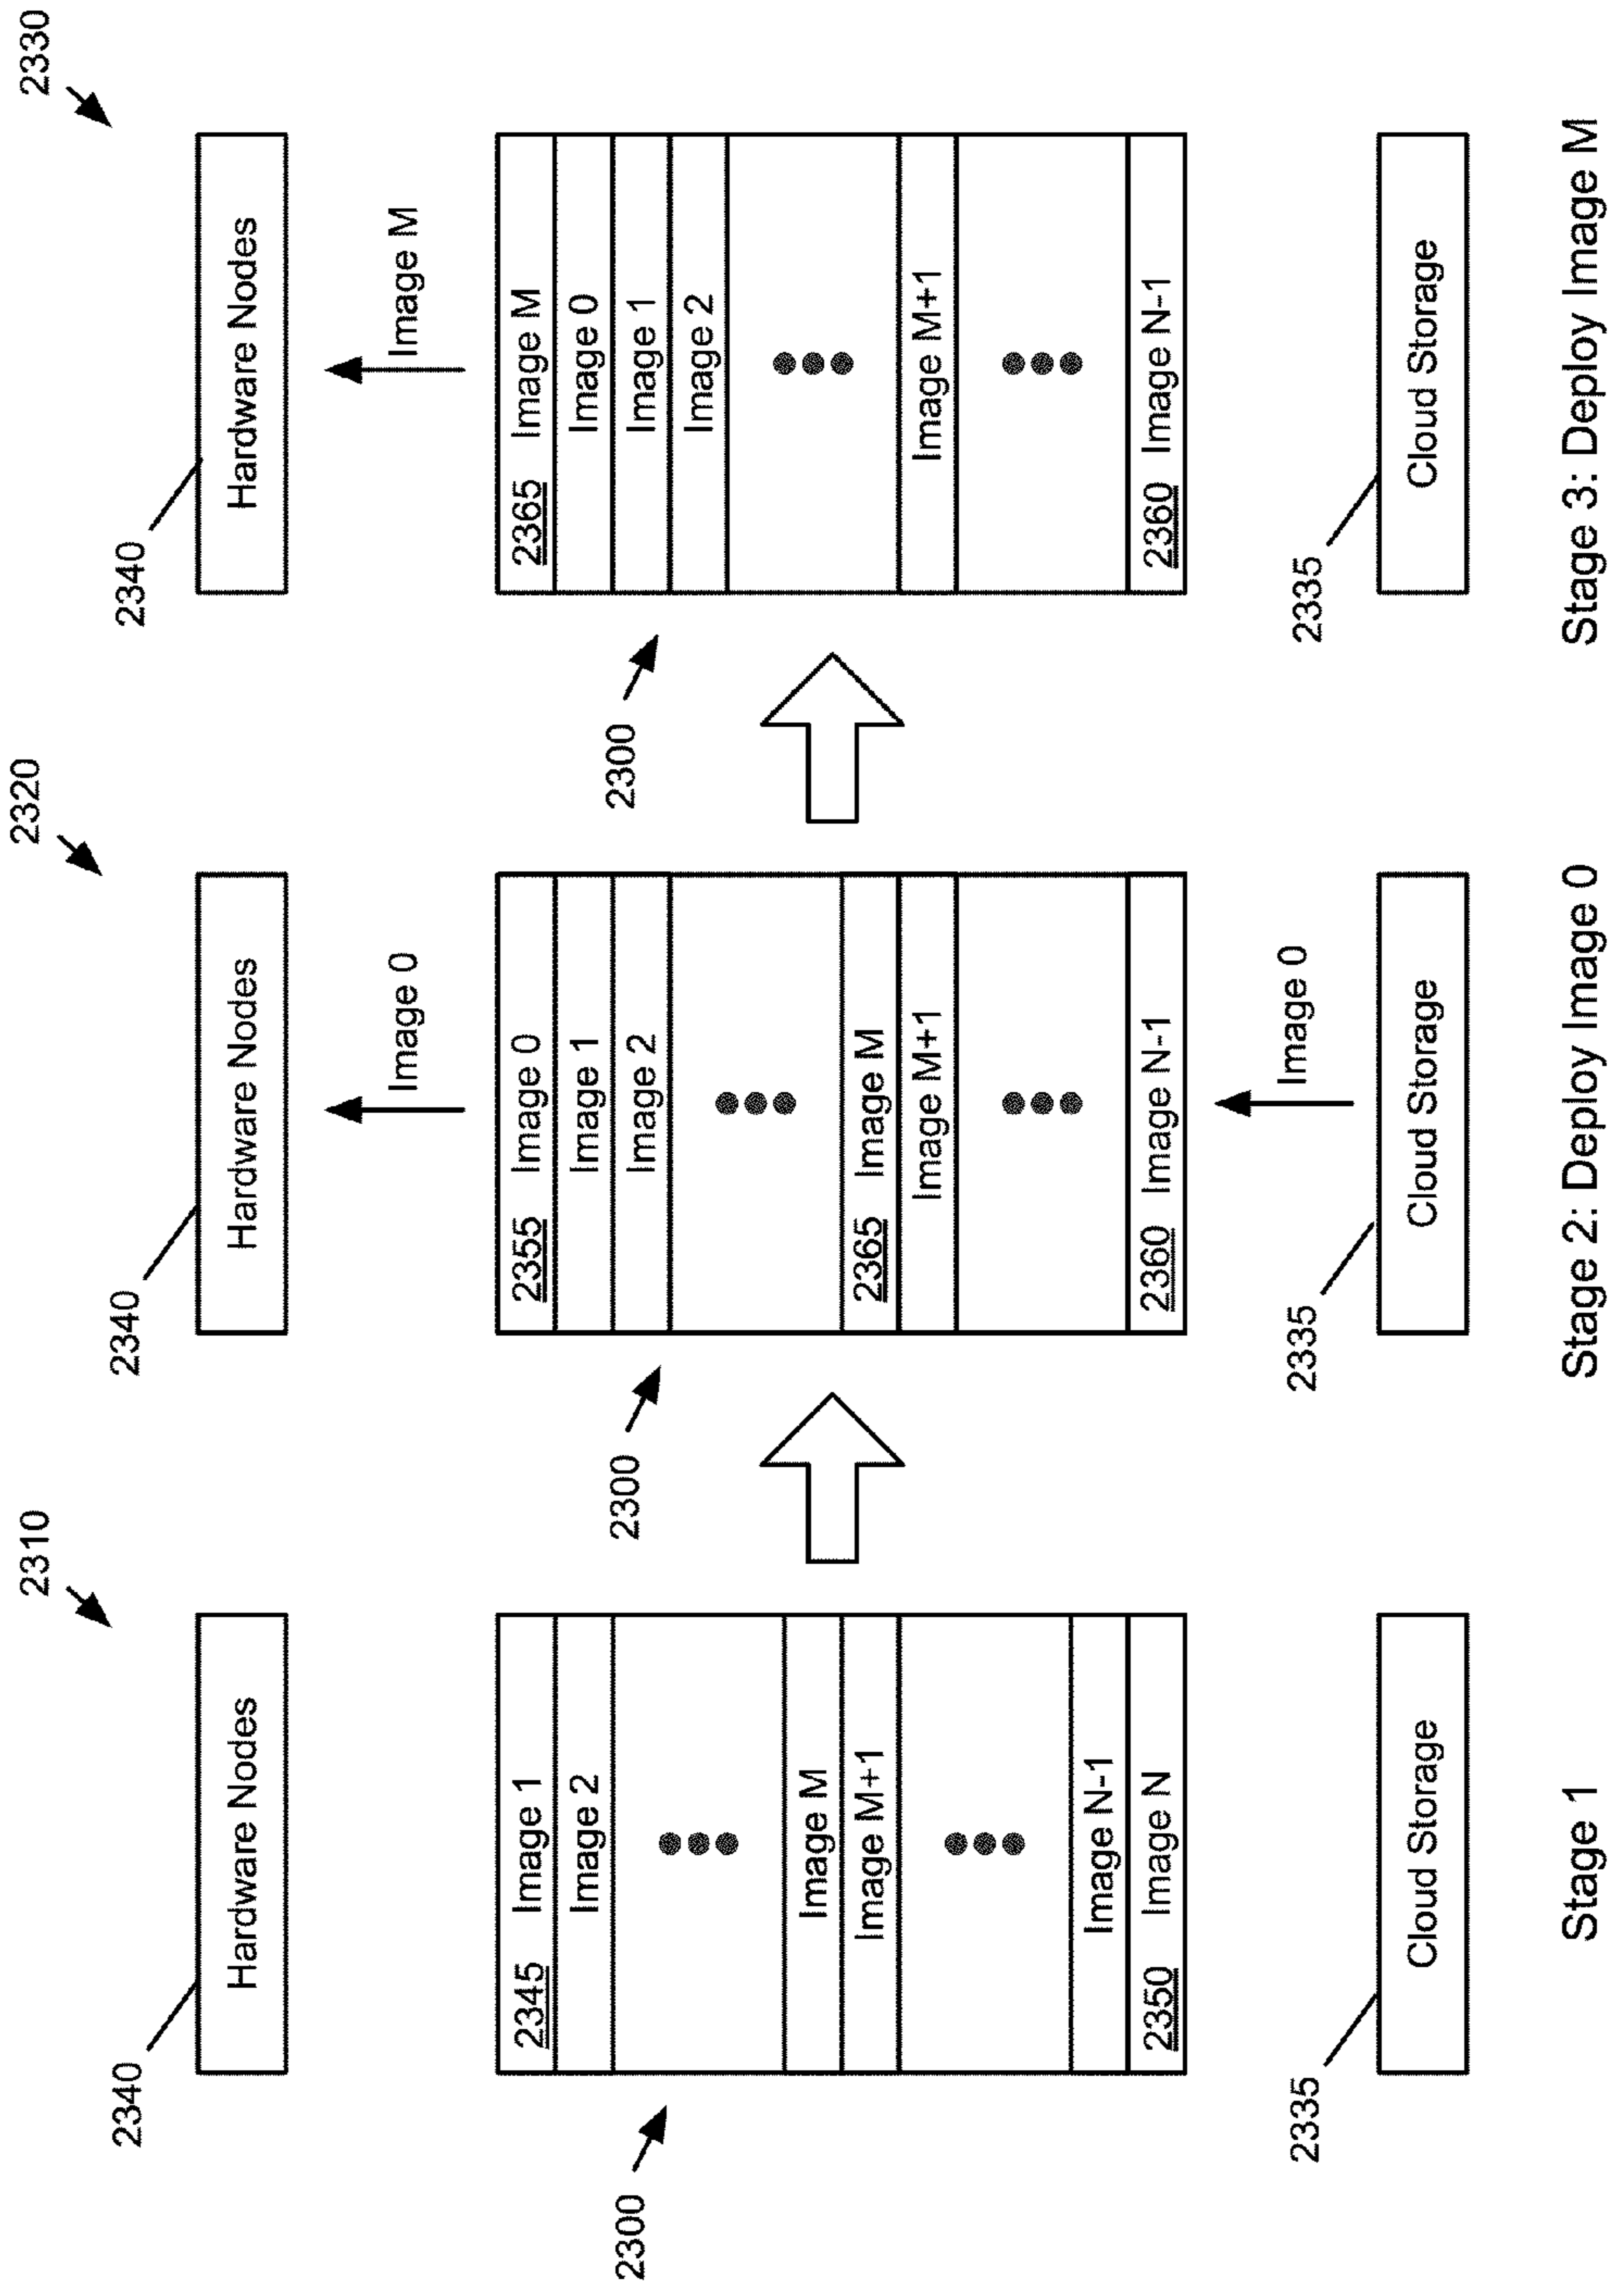 2310
2340
Hardware Nodes
2300
2345 Image 1
Image 2
Image M
Image M+1
Image N-1
2350 Image N
2335
Cloud Storage
Stage 1
2320
2340
Hardware Nodes
Image 0
2300
2355 Image 0
Image 1
Image 2
2365 Image M
Image M+1
2360 Image N-1
Image 0
2335
Cloud Storage
Stage 2: Deploy Image 0
2330
2340
Hardware Nodes
Image M
2300
2365 Image M
Image 0
Image 1
Image 2
Image M+1
2360 Image N-1
2335
Cloud Storage
Stage 3: Deploy Image M